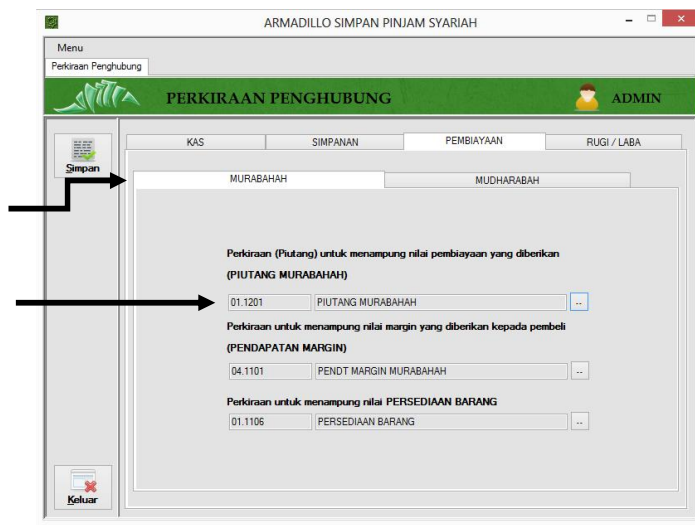 ARMADILLO SIMPAN PINJAM SYARIAH
Menu
Perkiraan Penghubung
PERKIRAAN PENGHUBUNG
ADMIN
Simpan
KAS
SIMPANAN
PEMBIAYAAN
RUGI / LABA
MURABAHAH
MUDHARABAH
Perkiraan (Piutang) untuk menampung nilai pembiayaan yang diberikan
(PIUTANG MURABAHAH)
01.1201 PIUTANG MURABAHAH ..
Perkiraan untuk menampung nilai margin yang diberikan kepada pembeli
(PENDAPATAN MARGIN)
04.1101 PENDT MARGIN MURABAHAH ..
Perkiraan untuk menampung nilai PERSEDIAAN BARANG
01.1106 PERSEDIAAN BARANG ..
Keluar